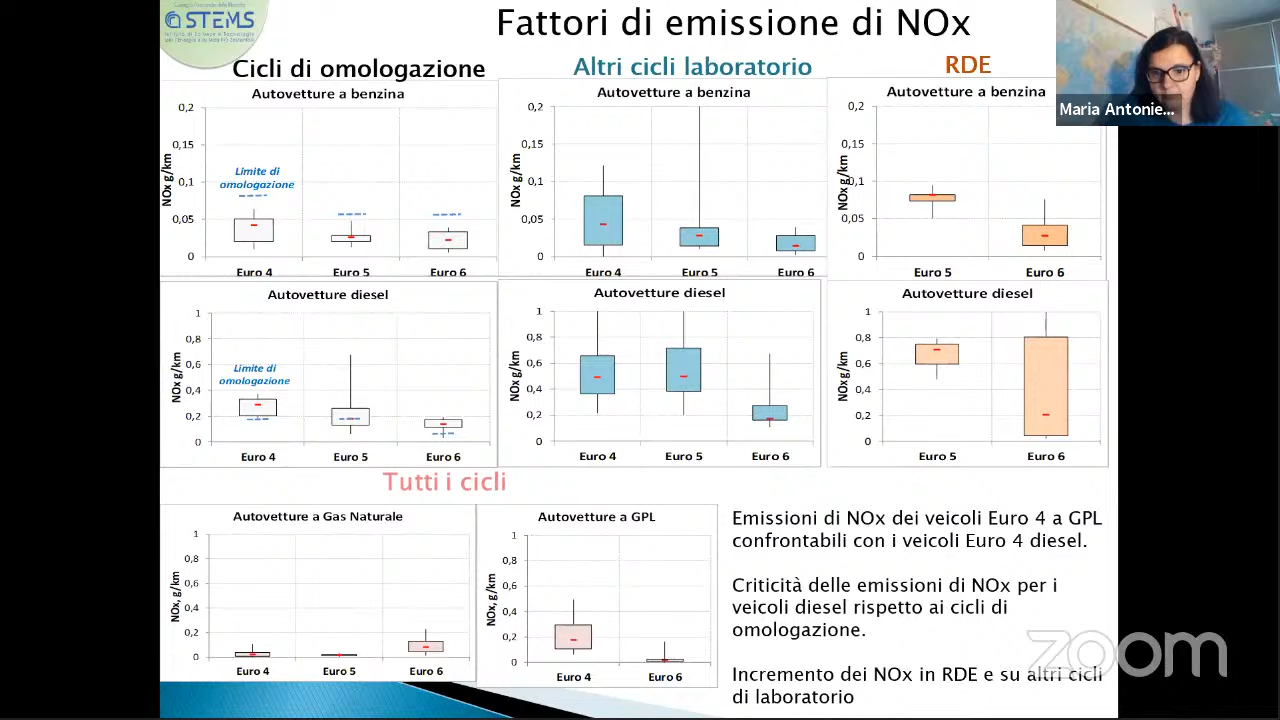 Consiglio Nazionale delle Ricerche
STEMS
Fattori di emissione di NOx
Maria Antonie...
Cicli di omologazione
Altri cicli laboratorio
RDE
Autovetture a benzina
NOx g/km
0,2
0,15
0,1
0,05
0
Limite di
omologazione
Euro 4
Euro 5
Euro 6
Autovetture a benzina
NOx g/km
0,2
0,15
0,1
0,05
0
Euro 4
Euro 5
Euro 6
Autovetture a benzina
NOx g/km
0,2
0,15
0,1
0,05
0
Euro 5
Euro 6
Autovetture diesel
NOx g/km
1
0,8
0,6
0,4
0,2
0
Limite di
omologazione
Euro 4
Euro 5
Euro 6
Autovetture diesel
NOx g/km
1
0,8
0,6
0,4
0,2
0
Euro 4
Euro 5
Euro 6
Autovetture diesel
NOx g/km
1
0,8
0,6
0,4
0,2
0
Euro 5
Euro 6
Tutti i cicli
Autovetture a Gas Naturale
NOx, g/km
1
0,8
0,6
0,4
0,2
0
Euro 4
Euro 5
Euro 6
Autovetture a GPL
NOx, g/km
1
0,8
0,6
0,4
0,2
0
Euro 4
Euro 6
Emissioni di NOx dei veicoli Euro 4 a GPL
confrontabili con i veicoli Euro 4 diesel.
Criticità delle emissioni di NOx per i
veicoli diesel rispetto ai cicli di
omologazione.
Incremento dei NOx in RDE e su altri cicli
di laboratorio
zoom